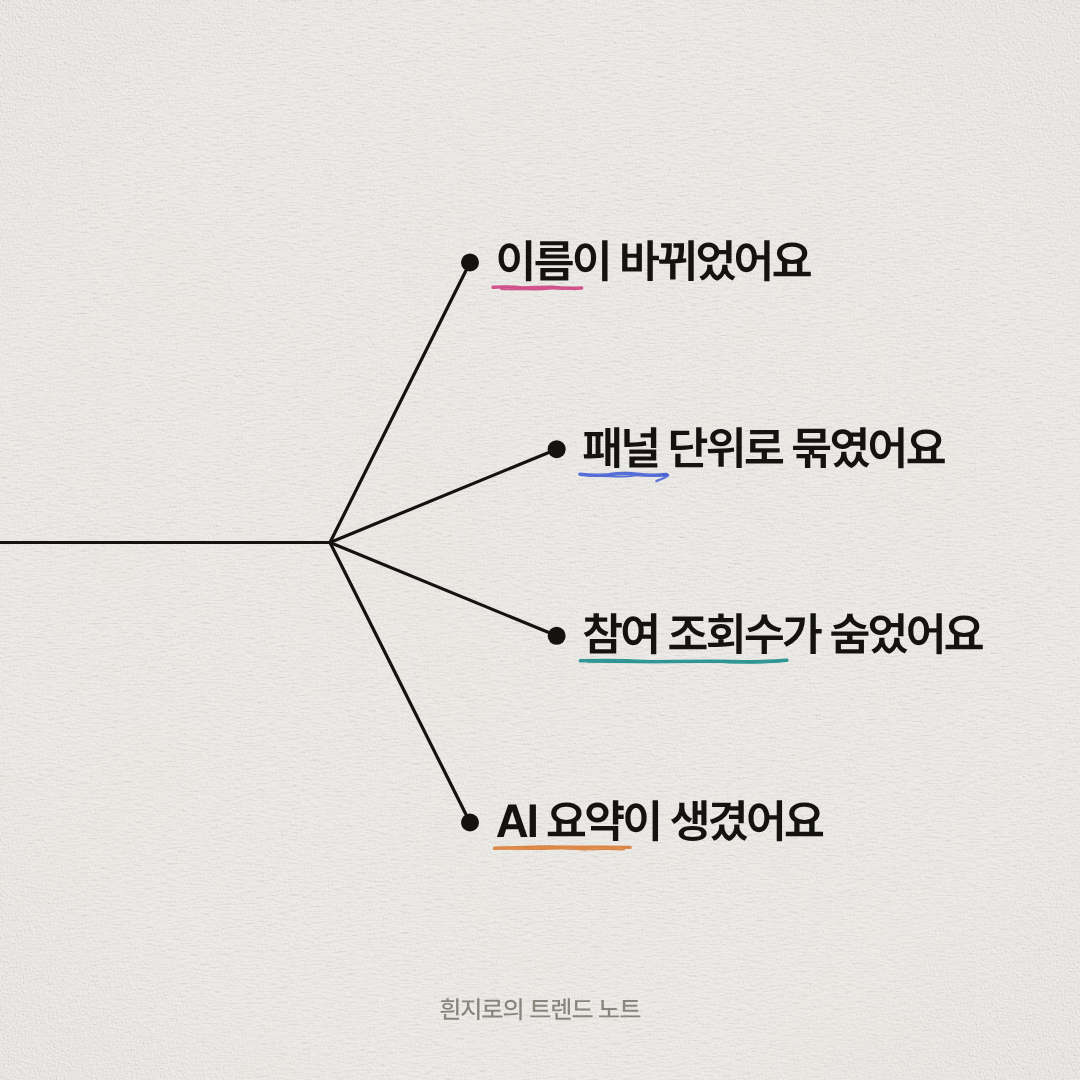 이름이 바뀌었어요
패널 단위로 묶였어요
참여 조회수가 숨었어요
AI 요약이 생겼어요
흰지로의 트렌드 노트